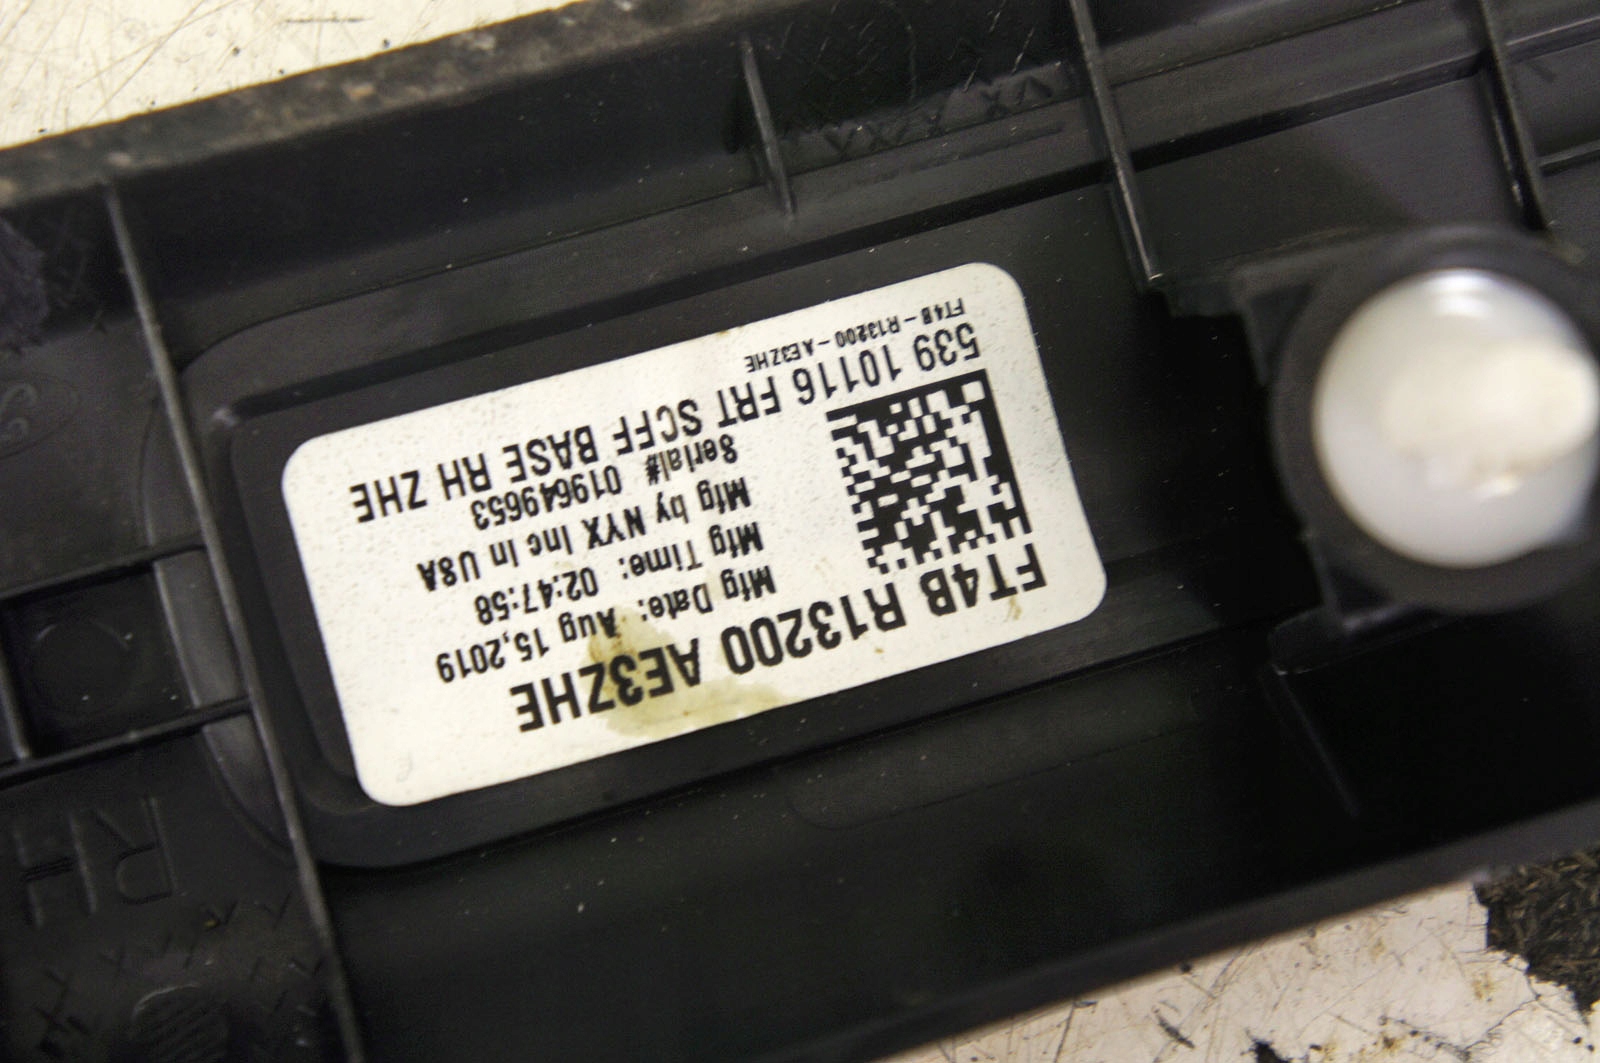 FT4B R13200 AE3ZHE
Mfg Date: Aug 15,2019
Mfg Time: 02:47:58
Mfg by NYX Inc In USA
Serial# 019649653
539 10116 FRT SCFF BASE RH ZHE
FT4B - R13200 - AE3ZHE
RH